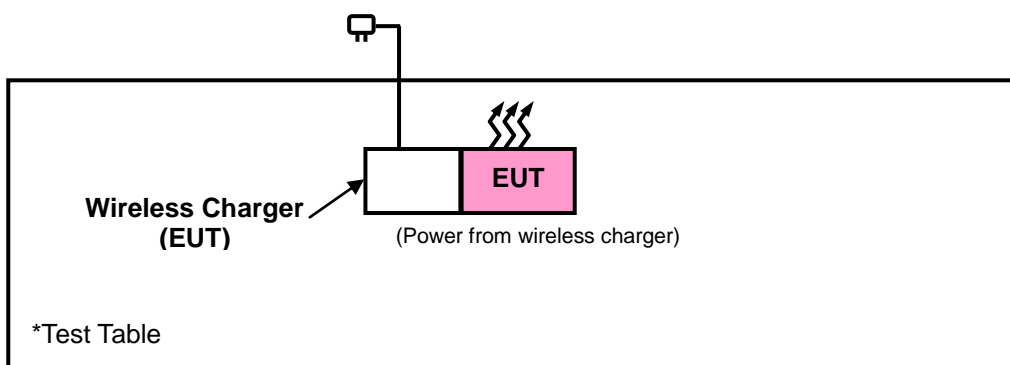 EUT
Wireless Charger
(EUT)
(Power from wireless charger)
*Test Table